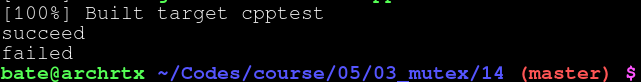 [100%] Built target cpptest
succeed
failed
bate@archrtx ~/Codes/course/05/03_mutex/14 (master) $